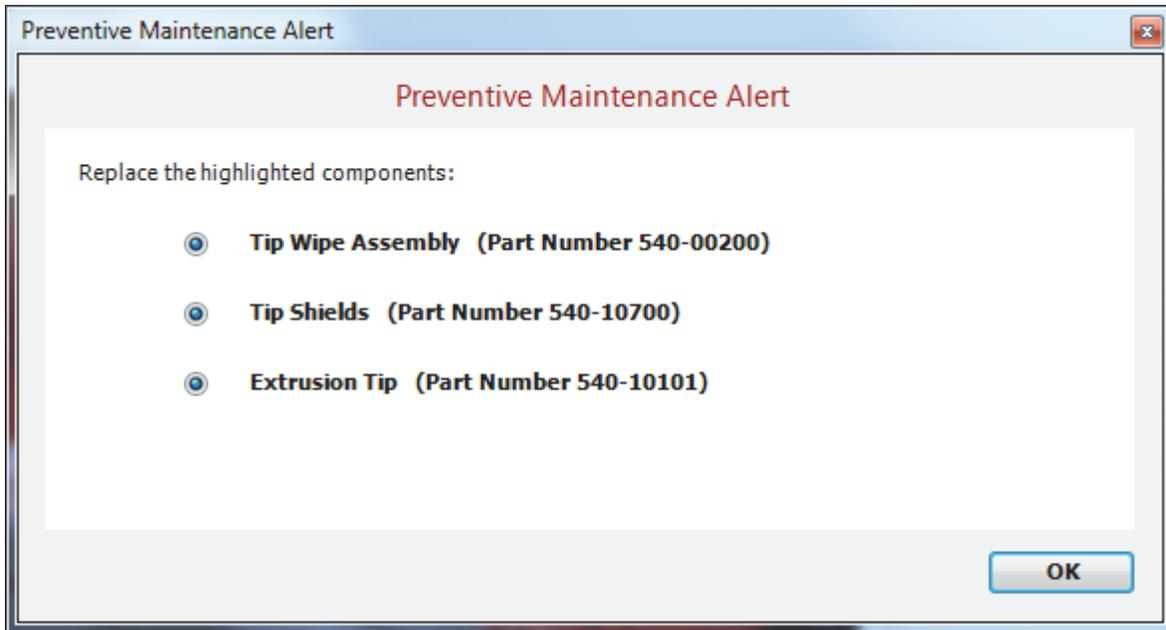 Preventive Maintenance Alert
Preventive Maintenance Alert
Replace the highlighted components:
Tip Wipe Assembly (Part Number 540-00200)
Tip Shields (Part Number 540-10700)
Extrusion Tip (Part Number 540-10101)
OK